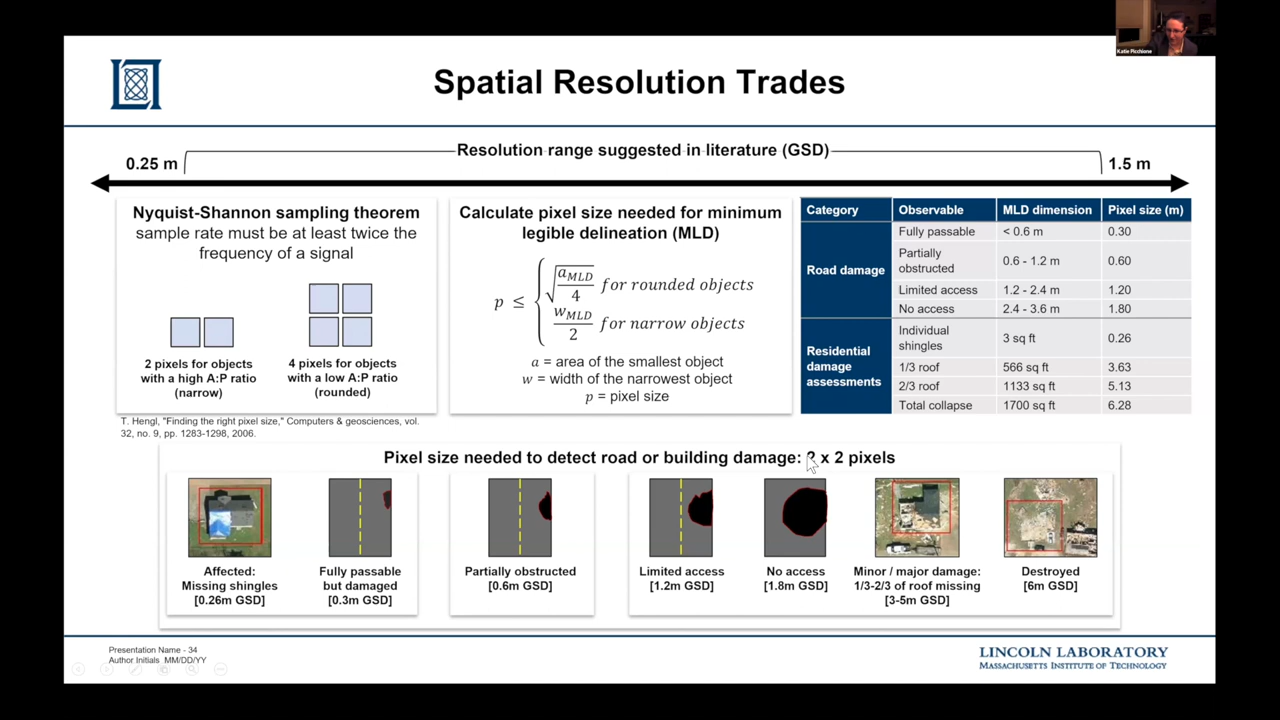 Katie Picchione
Spatial Resolution Trades
Resolution range suggested in literature (GSD)
0.25 m
1.5 m
Nyquist-Shannon sampling theorem
sample rate must be at least twice the
frequency of a signal
2 pixels for objects
with a high A:P ratio
(narrow)
4 pixels for objects
with a low A:P ratio
(rounded)
T. Hengl, "Finding the right pixel size," Computers & geosciences, vol.
32, no. 9, pp. 1283-1298, 2006.
Calculate pixel size needed for minimum
legible delineation (MLD)
p ≤ { √(a_MLD/4) for rounded objects
w_MLD/2 for narrow objects
a = area of the smallest object
w = width of the narrowest object
p = pixel size
Category Observable MLD dimension Pixel size (m)
Road damage
Fully passable < 0.6 m 0.30
Partially obstructed 0.6 - 1.2 m 0.60
Limited access 1.2 - 2.4 m 1.20
No access 2.4 - 3.6 m 1.80
Residential damage assessments
Individual shingles 3 sq ft 0.26
1/3 roof 566 sq ft 3.63
2/3 roof 1133 sq ft 5.13
Total collapse 1700 sq ft 6.28
Pixel size needed to detect road or building damage: 2 x 2 pixels
Affected:
Missing shingles
[0.26m GSD]
Fully passable
but damaged
[0.3m GSD]
Partially obstructed
[0.6m GSD]
Limited access
[1.2m GSD]
No access
[1.8m GSD]
Minor / major damage:
1/3-2/3 of roof missing
[3-5m GSD]
Destroyed
[6m GSD]
Presentation Name - 34
Author Initials MM/DD/YY
LINCOLN LABORATORY
MASSACHUSETTS INSTITUTE OF TECHNOLOGY